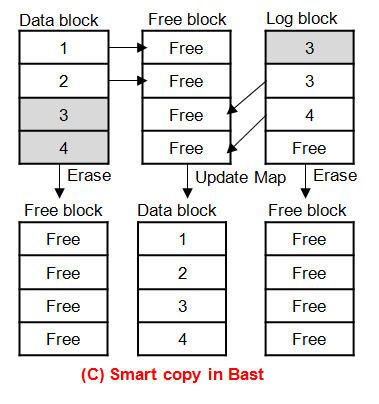 Data block Free block Log block
1 Free 3
2 Free 3
3 Free 4
4 Free Free
Erase Update Map Erase
Free block Data block Free block
Free 1 Free
Free 2 Free
Free 3 Free
Free 4 Free
(C) Smart copy in Bast